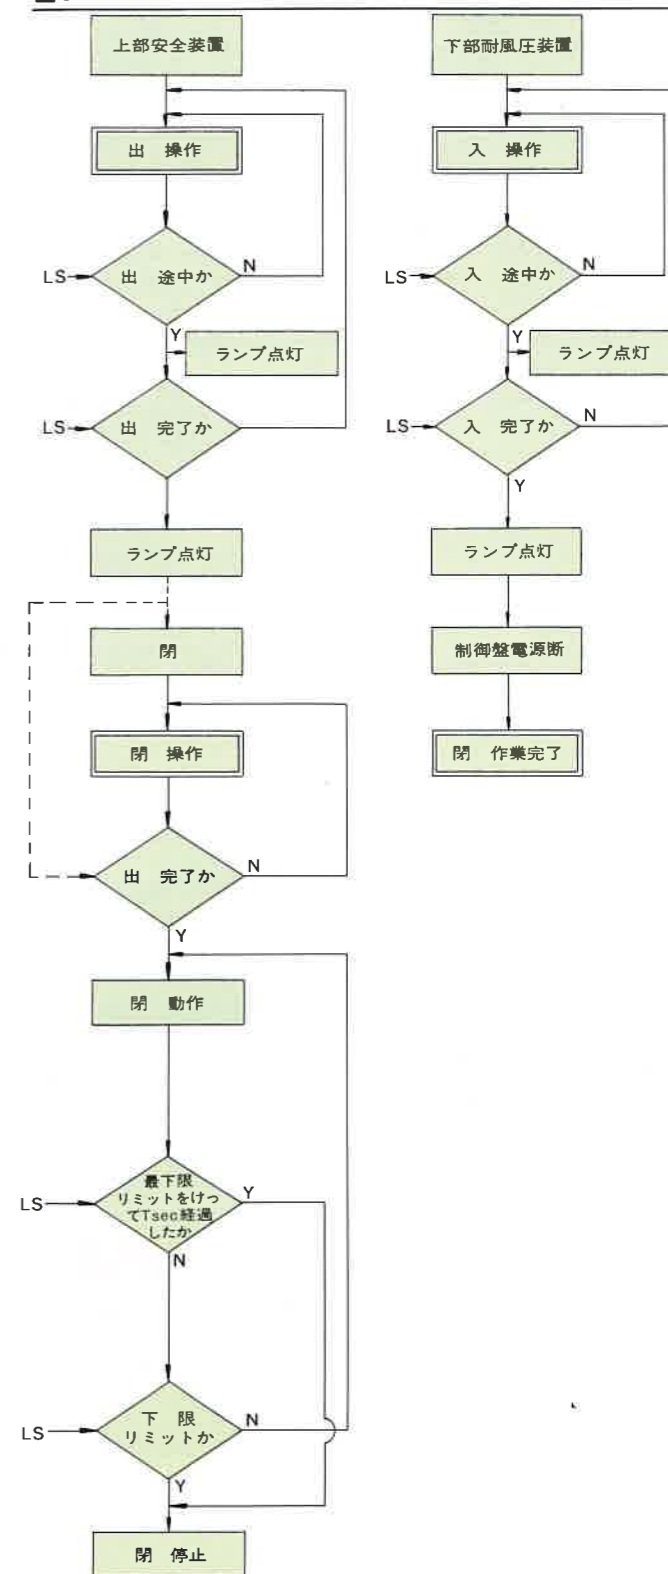 上部安全装置
出 操作
LS
出 途中か
N
Y
ランプ点灯
LS
出 完了か
ランプ点灯
閉
閉 操作
出 完了か
N
Y
閉 動作
LS
最下限
リミットをけっ
てTsec経過
したか
Y
N
LS
下 限
リミットか
N
Y
閉 停止
下部耐風圧装置
入 操作
LS
入 途中か
N
Y
ランプ点灯
LS
入 完了か
N
Y
ランプ点灯
制御盤電源断
閉 作業完了